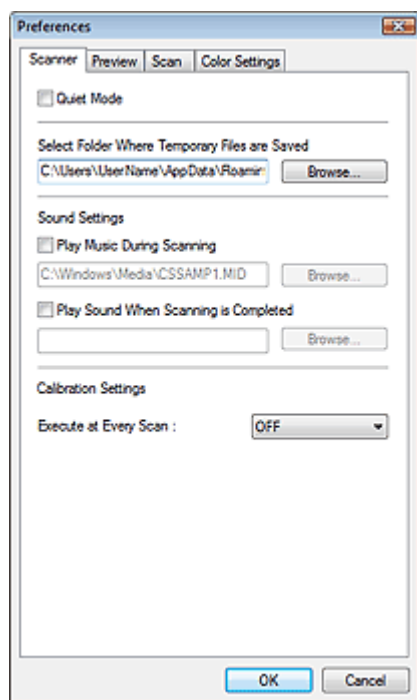 Preferences
Scanner Preview Scan Color Settings
Quiet Mode
Select Folder Where Temporary Files are Saved
C:\Users\UserName\AppData\Roamin
Browse...
Sound Settings
Play Music During Scanning
C:\Windows\Media\CSSAMP1.MID
Browse...
Play Sound When Scanning is Completed
Browse...
Calibration Settings
Execute at Every Scan :
OFF
OK Cancel